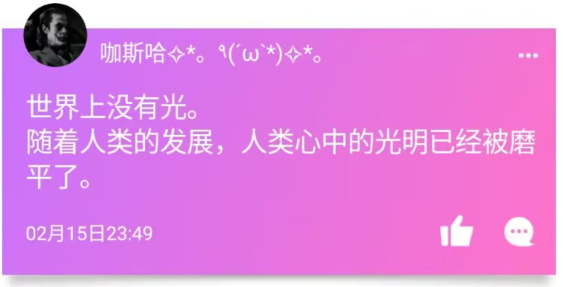 咖斯哈✧*。٩(ˊωˋ*)✧*。
世界上没有光。
随着人类的发展，人类心中的光明已经被磨
平了。
02月15日23:49